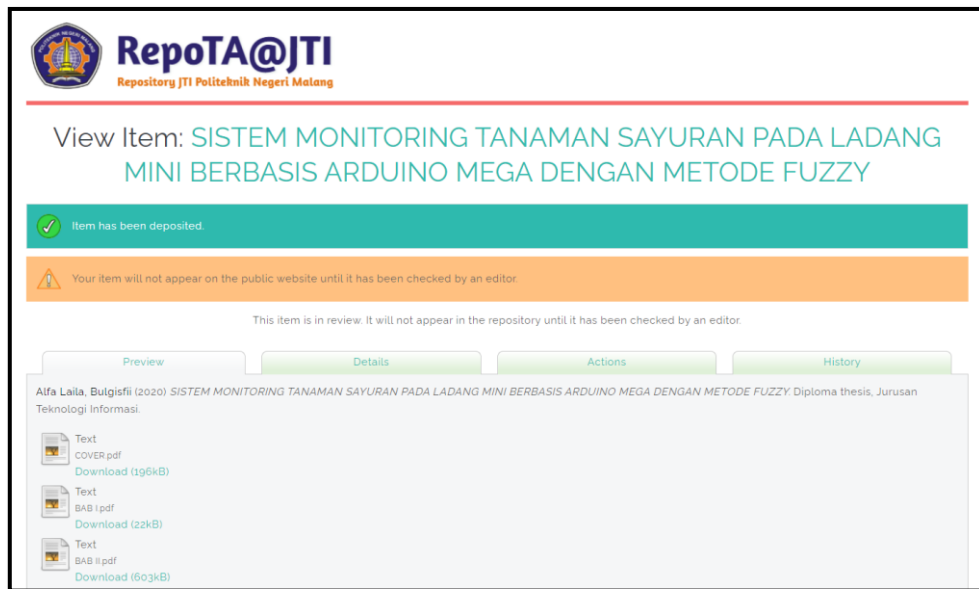 RepoTA@JTI
Repository JTI Politeknik Negeri Malang
View Item: SISTEM MONITORING TANAMAN SAYURAN PADA LADANG
MINI BERBASIS ARDUINO MEGA DENGAN METODE FUZZY
Item has been deposited.
Your item will not appear on the public website until it has been checked by an editor.
This item is in review. It will not appear in the repository until it has been checked by an editor.
Preview Details Actions History
Alfa Laila, Bulgisfii (2020) SISTEM MONITORING TANAMAN SAYURAN PADA LADANG MINI BERBASIS ARDUINO MEGA DENGAN METODE FUZZY. Diploma thesis, Jurusan
Teknologi Informasi.
Text
COVER.pdf
Download (196kB)
Text
BAB I.pdf
Download (22kB)
Text
BAB II.pdf
Download (603kB)